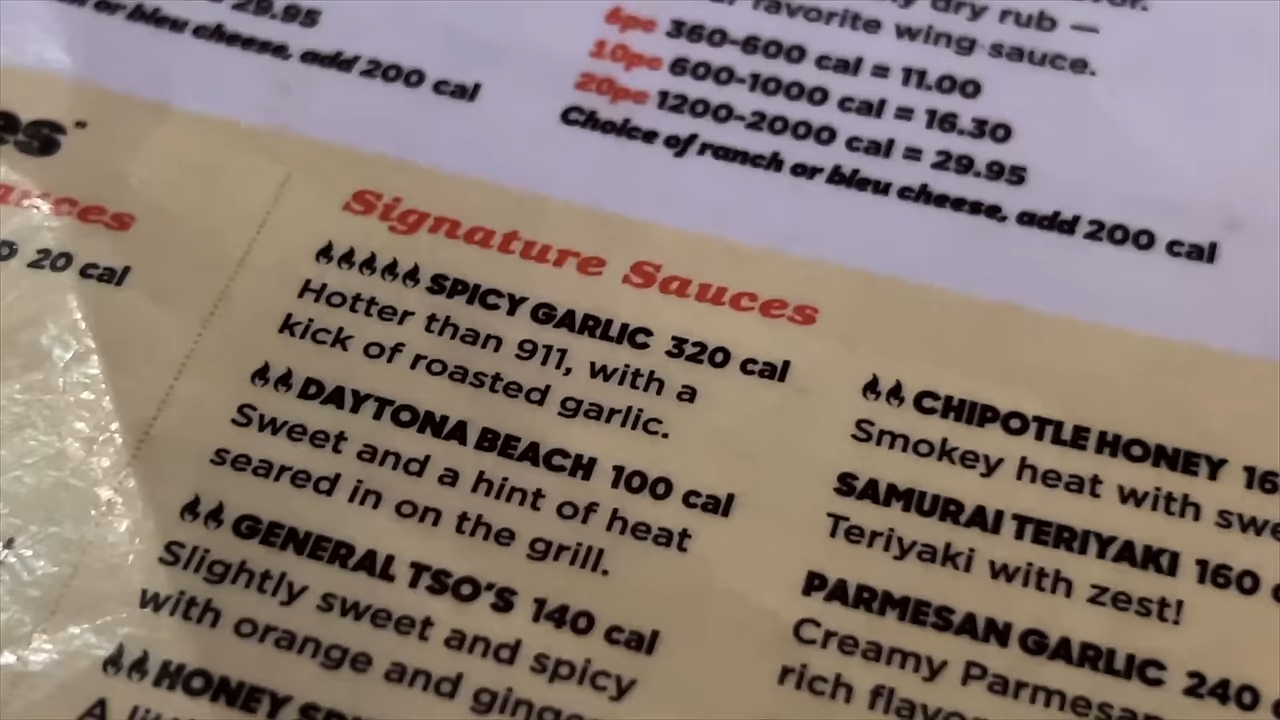 29.95
or bleu cheese, add 200 cal
dry rub —
favorite wing sauce.
6pc 360-600 cal = 11.00
10pc 600-1000 cal = 16.30
20pc 1200-2000 cal = 29.95
Choice of ranch or bleu cheese, add 200 cal
20 cal
Signature Sauces
SPICY GARLIC 320 cal
Hotter than 911, with a
kick of roasted garlic.
DAYTONA BEACH 100 cal
Sweet and a hint of heat
seared in on the grill.
GENERAL TSO'S 140 cal
Slightly sweet and spicy
with orange and
HONEY
A
CHIPOTLE HONEY
Smokey heat with
SAMURAI TERIYAKI 160
Teriyaki with zest!
PARMESAN GARLIC 240
Creamy
rich